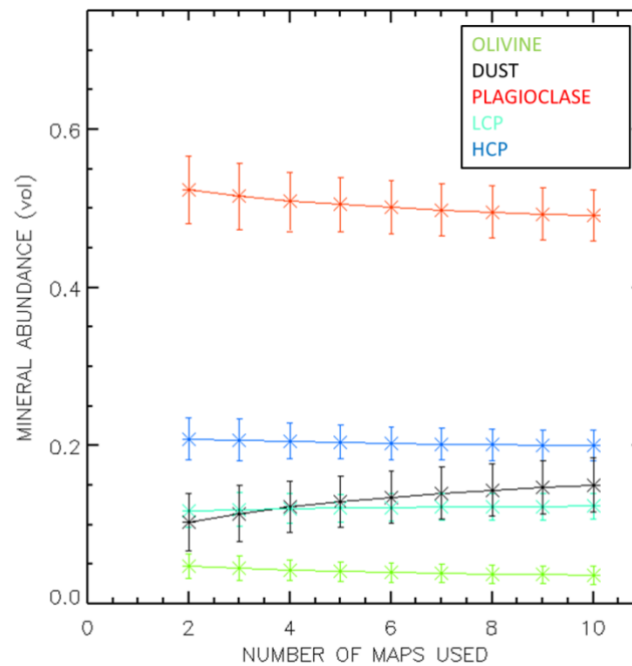 OLIVINE
DUST
PLAGIOCLASE
LCP
HCP
MINERAL ABUNDANCE (vol)
0.6
0.4
0.2
0.0
0 2 4 6 8 10
NUMBER OF MAPS USED